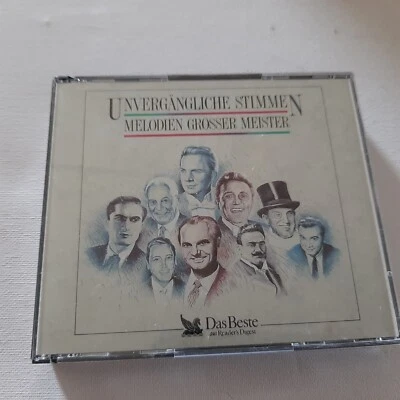 UNVERGÄNGLICHE STIMMEN
MELODIEN GROSSER MEISTER
Das Beste
aus Reader's Digest